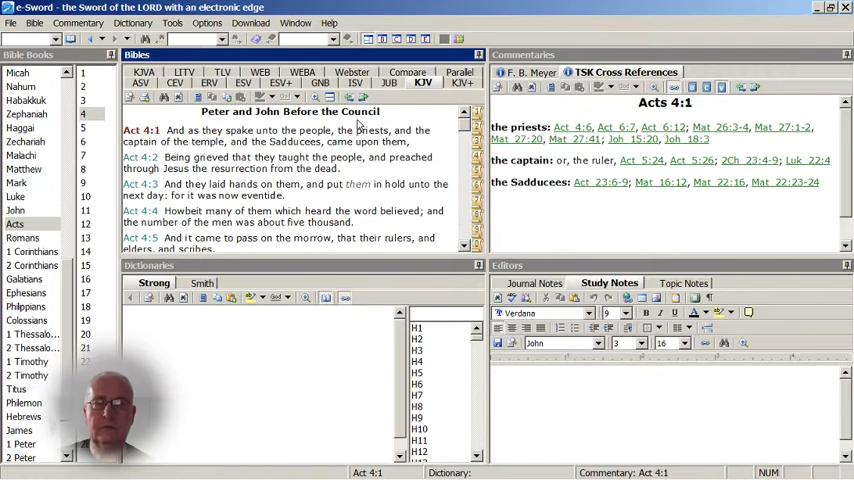 e-Sword - the Sword of the LORD with an electronic edge
File Bible Commentary Dictionary Tools Options Download Window Help
Bible Books
Micah
Nahum
Habakkuk
Zephaniah
Haggai
Zechariah
Malachi
Matthew
Mark
Luke
John
Acts
Romans
1 Corinthians
2 Corinthians
Galatians
Ephesians
Philippians
Colossians
1 Thessalo...
2 Thessalo...
1 Timothy
2 Timothy
Titus
Philemon
Hebrews
James
1 Peter
2 Peter
1
2
3
4
5
6
7
8
9
10
11
12
13
14
15
16
17
18
19
20
21
22
Bibles
KJVA LITV TLV WEB WEBA Webster Compare Parallel
ASV CEV ERV ESV ESV+ GNB ISV JUB KJV KJV+
Peter and John Before the Council
Act 4:1 And as they spake unto the people, the priests, and the
captain of the temple, and the Sadducees, came upon them,
Act 4:2 Being grieved that they taught the people, and preached
through Jesus the resurrection from the dead.
Act 4:3 And they laid hands on them, and put them in hold unto the
next day: for it was now eventide.
Act 4:4 Howbeit many of them which heard the word believed; and
the number of the men was about five thousand.
Act 4:5 And it came to pass on the morrow, that their rulers, and
elders, and scribes,
Commentaries
F. B. Meyer TSK Cross References
Acts 4:1
the priests: Act 4:6, Act 6:7, Act 6:12; Mat 26:3-4, Mat 27:1-2,
Mat 27:20, Mat 27:41; Joh 15:20, Joh 18:3
the captain: or, the ruler, Act 5:24, Act 5:26; 2Ch 23:4-9; Luk 22:4
the Sadducees: Act 23:6-9; Mat 16:12, Mat 22:16, Mat 22:23-24
Dictionaries
Strong Smith
God
H1
H2
H3
H4
H5
H6
H7
H8
H9
H10
H11
H12
H13
Editors
Journal Notes Study Notes Topic Notes
Verdana 9 B I U A
John 3 16
1 2 3 4
Act 4:1 Dictionary: Commentary: Act 4:1 NUM